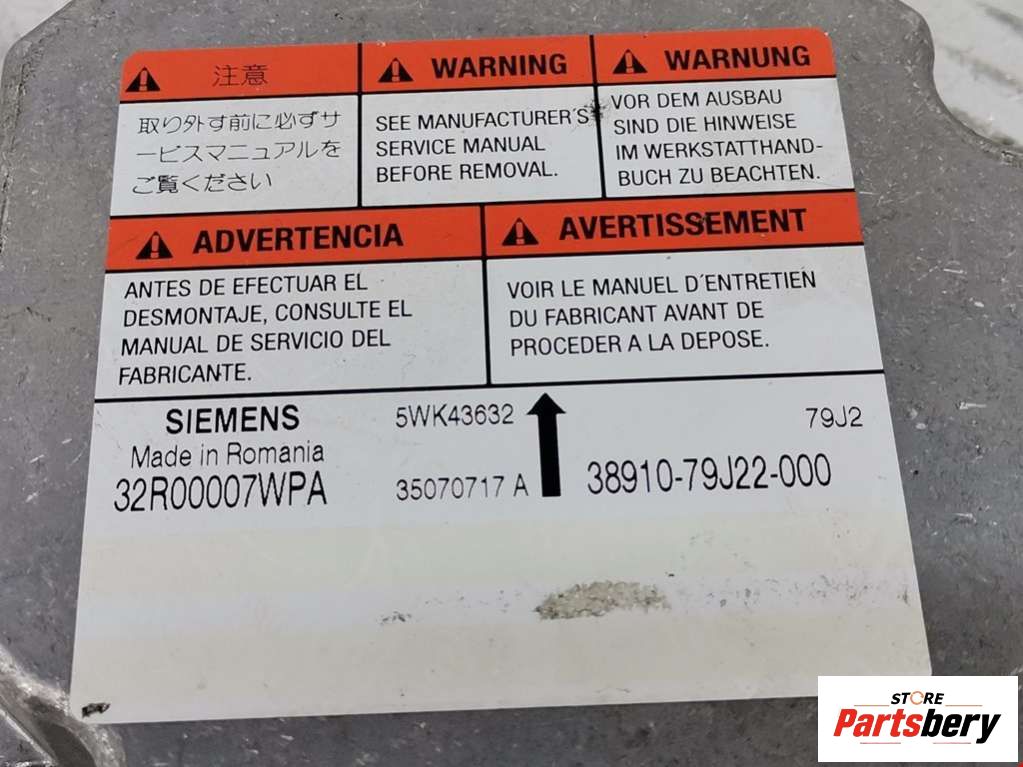 注意
取り外す前に必ずサ
ービスマニュアルを
ご覧ください
WARNING
SEE MANUFACTURER´S
SERVICE MANUAL
BEFORE REMOVAL.
WARNUNG
VOR DEM AUSBAU
SIND DIE HINWEISE
IM WERKSTATTHAND-
BUCH ZU BEACHTEN.
ADVERTENCIA
ANTES DE EFECTUAR EL
DESMONTAJE, CONSULTE EL
MANUAL DE SERVICIO DEL
FABRICANTE.
AVERTISSEMENT
VOIR LE MANUEL D´ENTRETIEN
DU FABRICANT AVANT DE
PROCEDER A LA DEPOSE.
SIEMENS 5WK43632 79J2
Made in Romania
32R00007WPA 35070717 A 38910-79J22-000
STORE
Partsbery